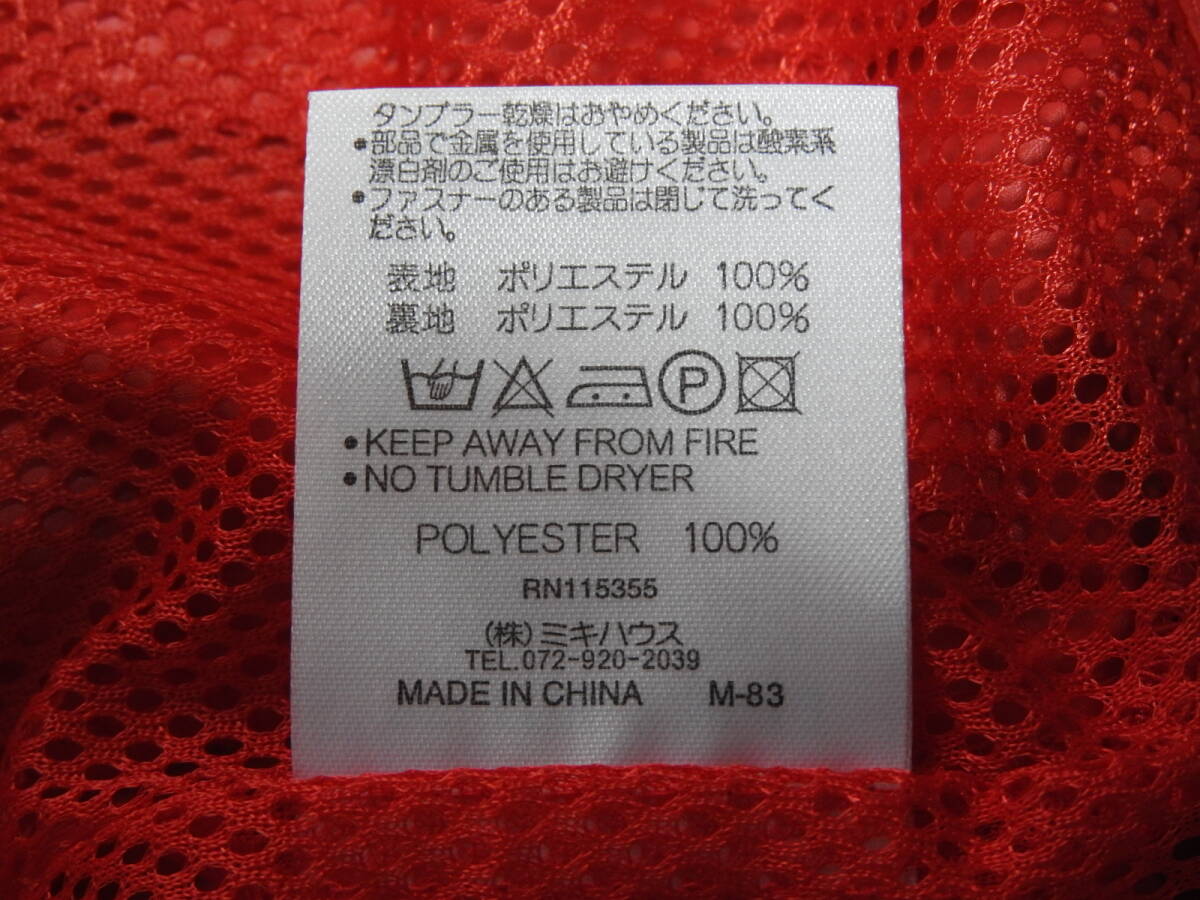 タンブラー乾燥はおやめください。
●部品で金属を使用している製品は酸素系
漂白剤のご使用はお避けください。
●ファスナーのある製品は閉じて洗ってく
ださい。
表地 ポリエステル 100%
裏地 ポリエステル 100%
P
●KEEP AWAY FROM FIRE
●NO TUMBLE DRYER
POLYESTER 100%
RN115355
(株)ミキハウス
TEL.072-920-2039
MADE IN CHINA M-83